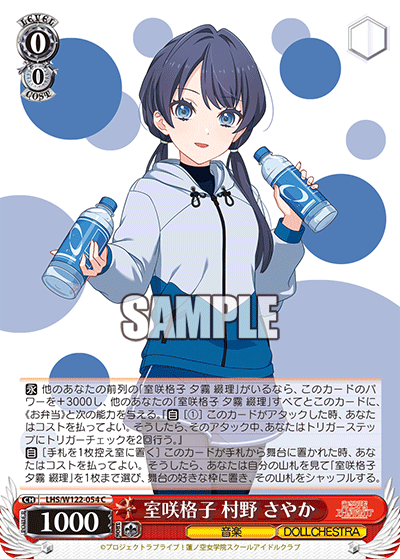 LEVEL
0
0
COST
SAMPLE
永 他のあなたの前列の「室咲格子 夕霧 綴理」がいるなら、このカードのパ
ワーを+3000し、他のあなたの「室咲格子 夕霧 綴理」すべてとこのカードに、
《お弁当》と次の能力を与える。『自[①]このカードがアタックした時、あなた
はコストを払ってよい。そうしたら、そのアタック中、あなたはトリガーステッ
プにトリガーチェックを2回行う。』
自[手札を1枚控室に置く]このカードが手札から舞台に置かれた時、あな
たはコストを払ってよい。そうしたら、あなたは自分の山札を見て「室咲格子
夕霧 綴理」を1枚まで選び、舞台の好きな枠に置き、その山札をシャッフルする。
CH LHS/W122-054 C
1000
室咲格子 村野 さやか
音楽
DOLLCHESTRA
©プロジェクトラブライブ!蓮ノ空女学院スクールアイドルクラブ